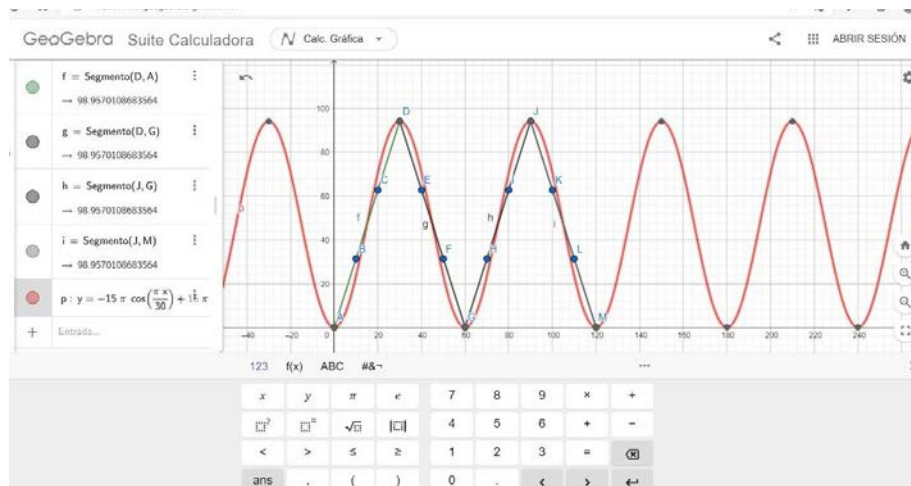 GeoGebra Suite Calculadora Calc. Gráfica ABRIR SESIÓN
f = Segmento(D, A)
→ 98.9570108683564
g = Segmento(D, G)
→ 98.9570108683564
h = Segmento(J, G)
→ 98.9570108683564
i = Segmento(J, M)
→ 98.9570108683564
p : y = −15 π cos(π x / 30) +
+ Entrada...
100
80
60
40
20
−40 −20 0 20 40 60 80 100 120 140 160 180 200 220 240
D J
C E K
f g h i
B F L
A G M
p
123 f(x) ABC #&¬ ...
x y π e 7 8 9 × ÷
4 5 6 + −
< > ≤ ≥ 1 2 3 =
ans , ( ) 0 . < >